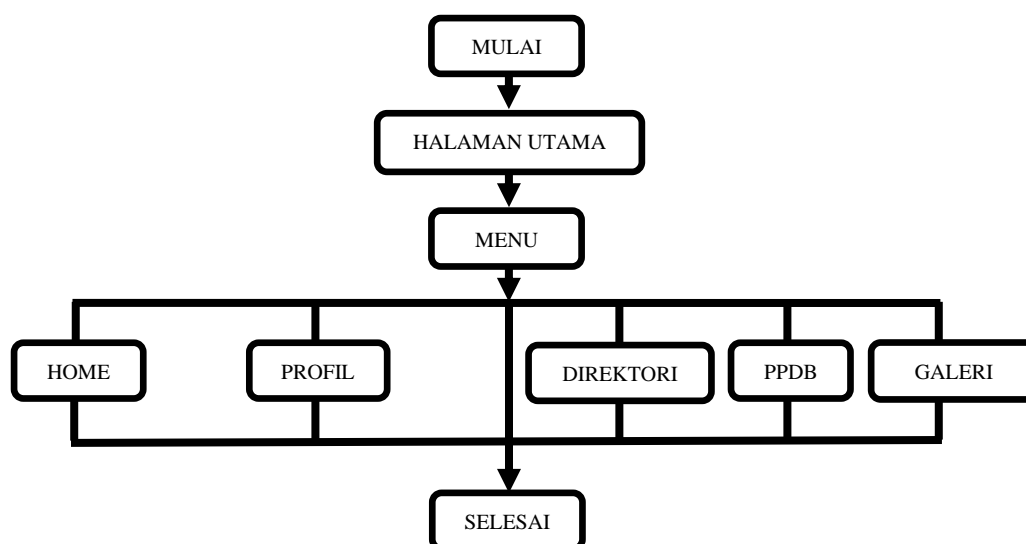 MULAI
HALAMAN UTAMA
MENU
HOME
PROFIL
DIREKTORI
PPDB
GALERI
SELESAI